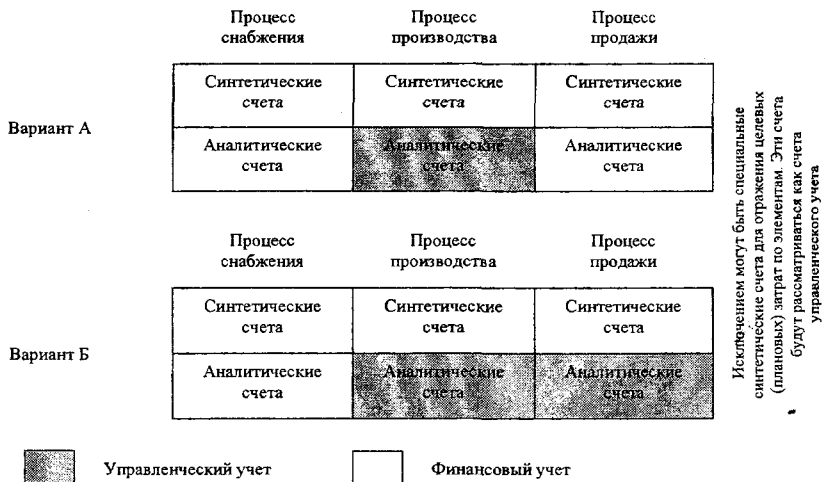 Процесс Процесс Процесс
снабжения производства продажи
Вариант А
Синтетические Синтетические Синтетические
счета счета счета
Аналитические Аналитические Аналитические
счета счета счета
Процесс Процесс Процесс
снабжения производства продажи
Вариант Б
Синтетические Синтетические Синтетические
счета счета счета
Аналитические Аналитические Аналитические
счета счета счета
Исключением могут быть специальные
синтетические счета для отражения целевых
(плановых) затрат по элементам. Эти счета
будут рассматриваться как счета
управленческого учета
Управленческий учет Финансовый учет